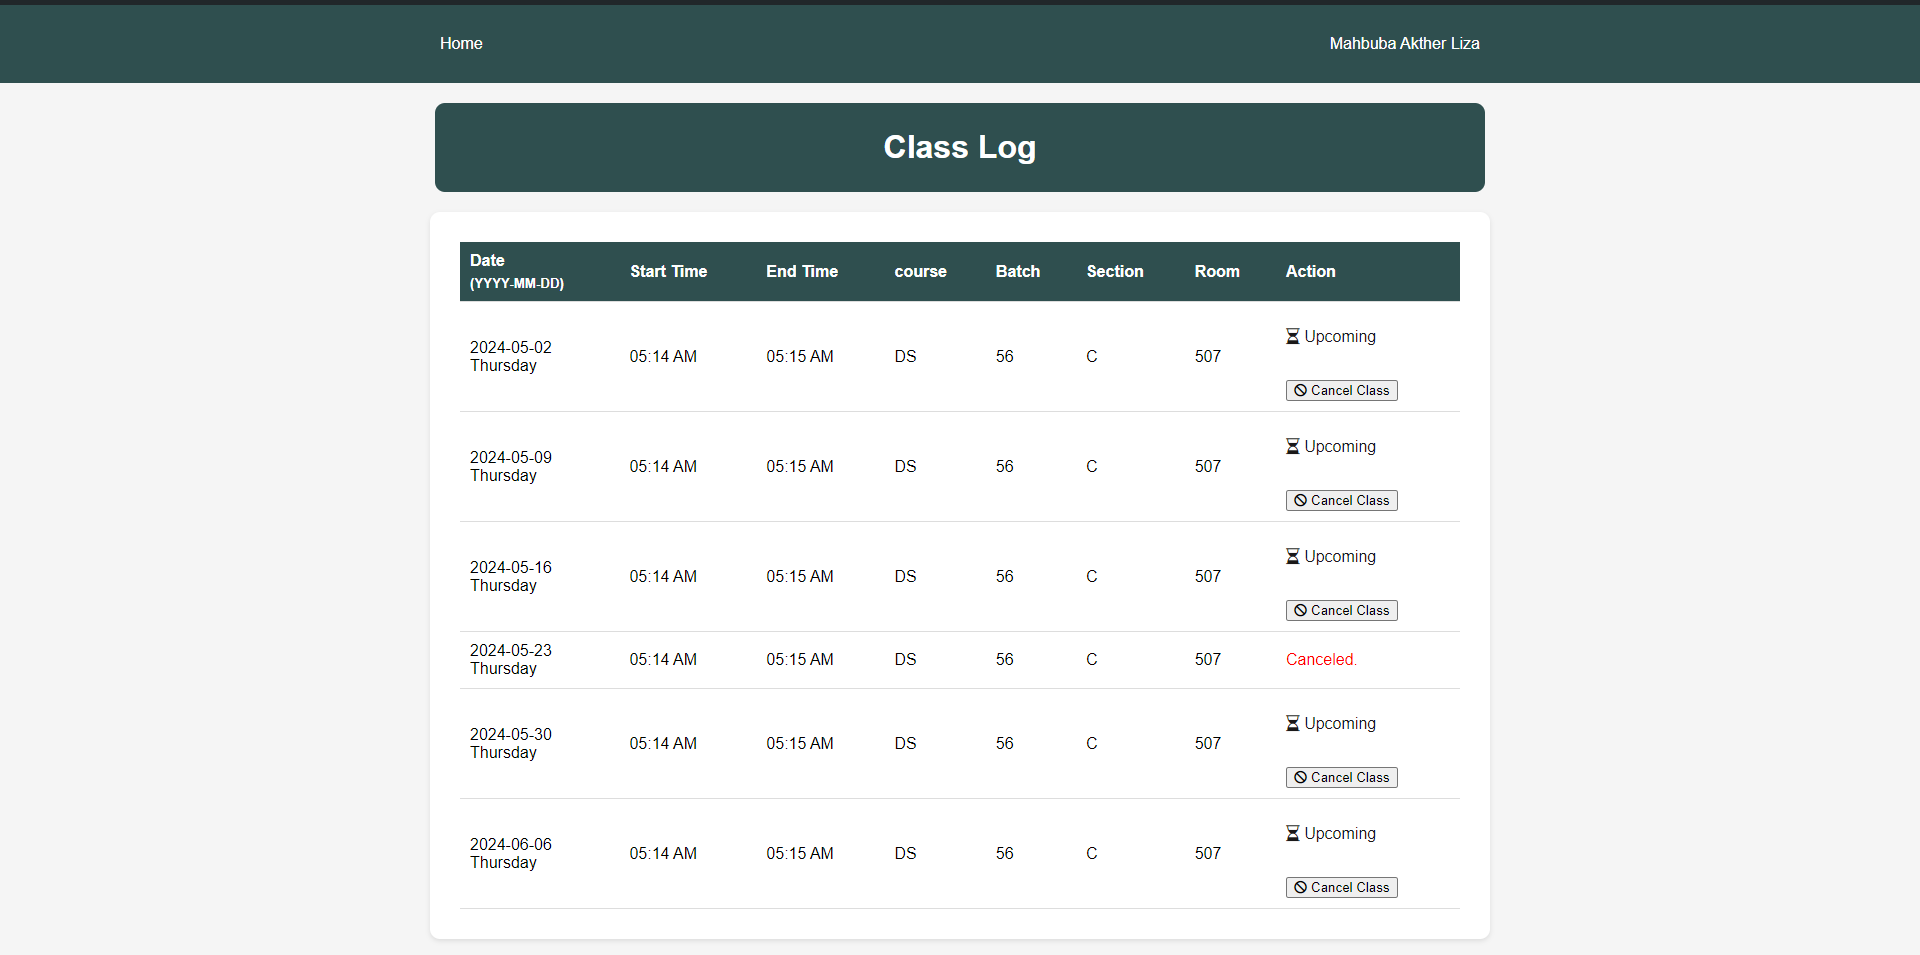 Home
Mahbuba Akther Liza
Class Log
Date (YYYY-MM-DD) Start Time End Time course Batch Section Room Action
2024-05-02 Thursday 05:14 AM 05:15 AM DS 56 C 507 Upcoming
Cancel Class
2024-05-09 Thursday 05:14 AM 05:15 AM DS 56 C 507 Upcoming
Cancel Class
2024-05-16 Thursday 05:14 AM 05:15 AM DS 56 C 507 Upcoming
Cancel Class
2024-05-23 Thursday 05:14 AM 05:15 AM DS 56 C 507 Canceled.
2024-05-30 Thursday 05:14 AM 05:15 AM DS 56 C 507 Upcoming
Cancel Class
2024-06-06 Thursday 05:14 AM 05:15 AM DS 56 C 507 Upcoming
Cancel Class